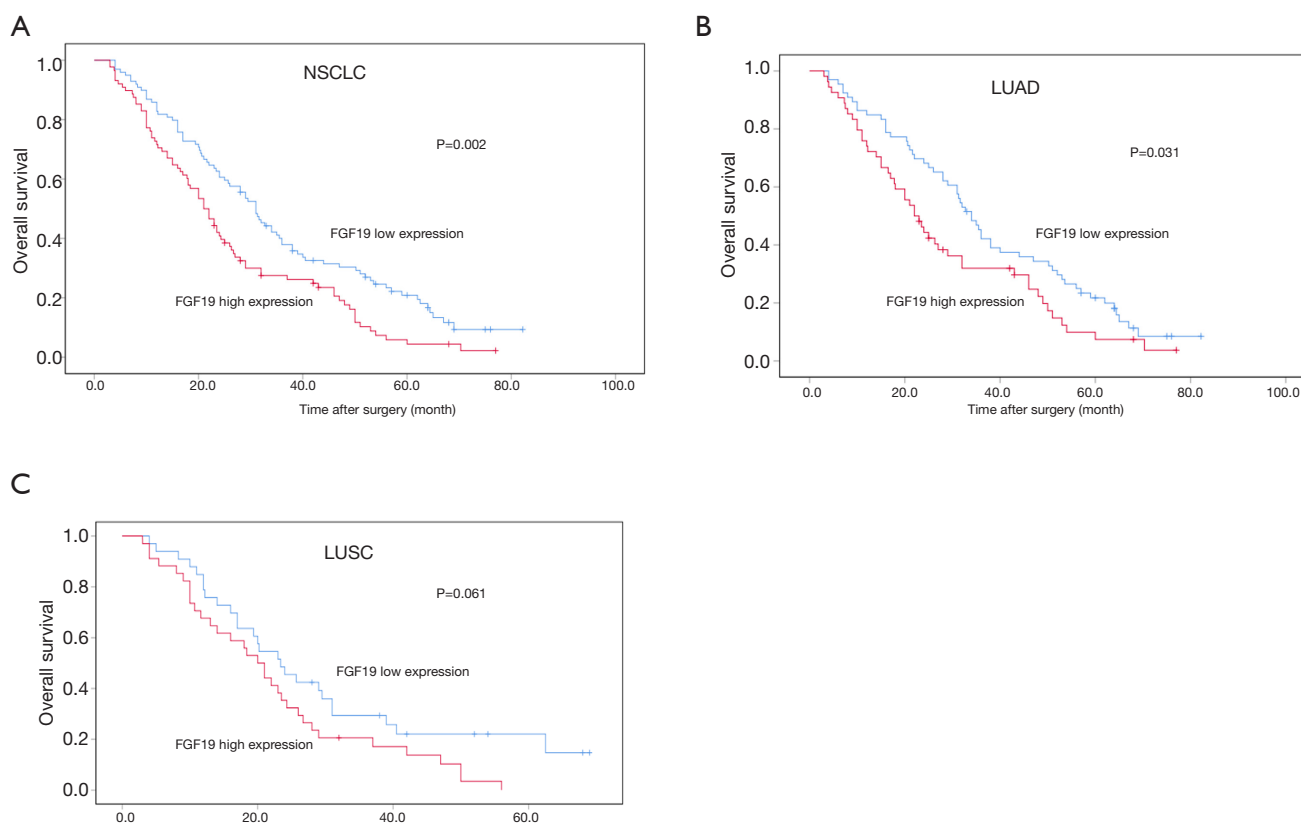 A
NSCLC
P=0.002
FGF19 low expression
FGF19 high expression
Overall survival
1.0
0.8
0.6
0.4
0.2
0.0
0.0 20.0 40.0 60.0 80.0 100.0
Time after surgery (month)
B
LUAD
P=0.031
FGF19 low expression
FGF19 high expression
Overall survival
1.0
0.8
0.6
0.4
0.2
0.0
0.0 20.0 40.0 60.0 80.0 100.0
Time after surgery (month)
C
LUSC
P=0.061
FGF19 low expression
FGF19 high expression
Overall survival
1.0
0.8
0.6
0.4
0.2
0.0
0.0 20.0 40.0 60.0